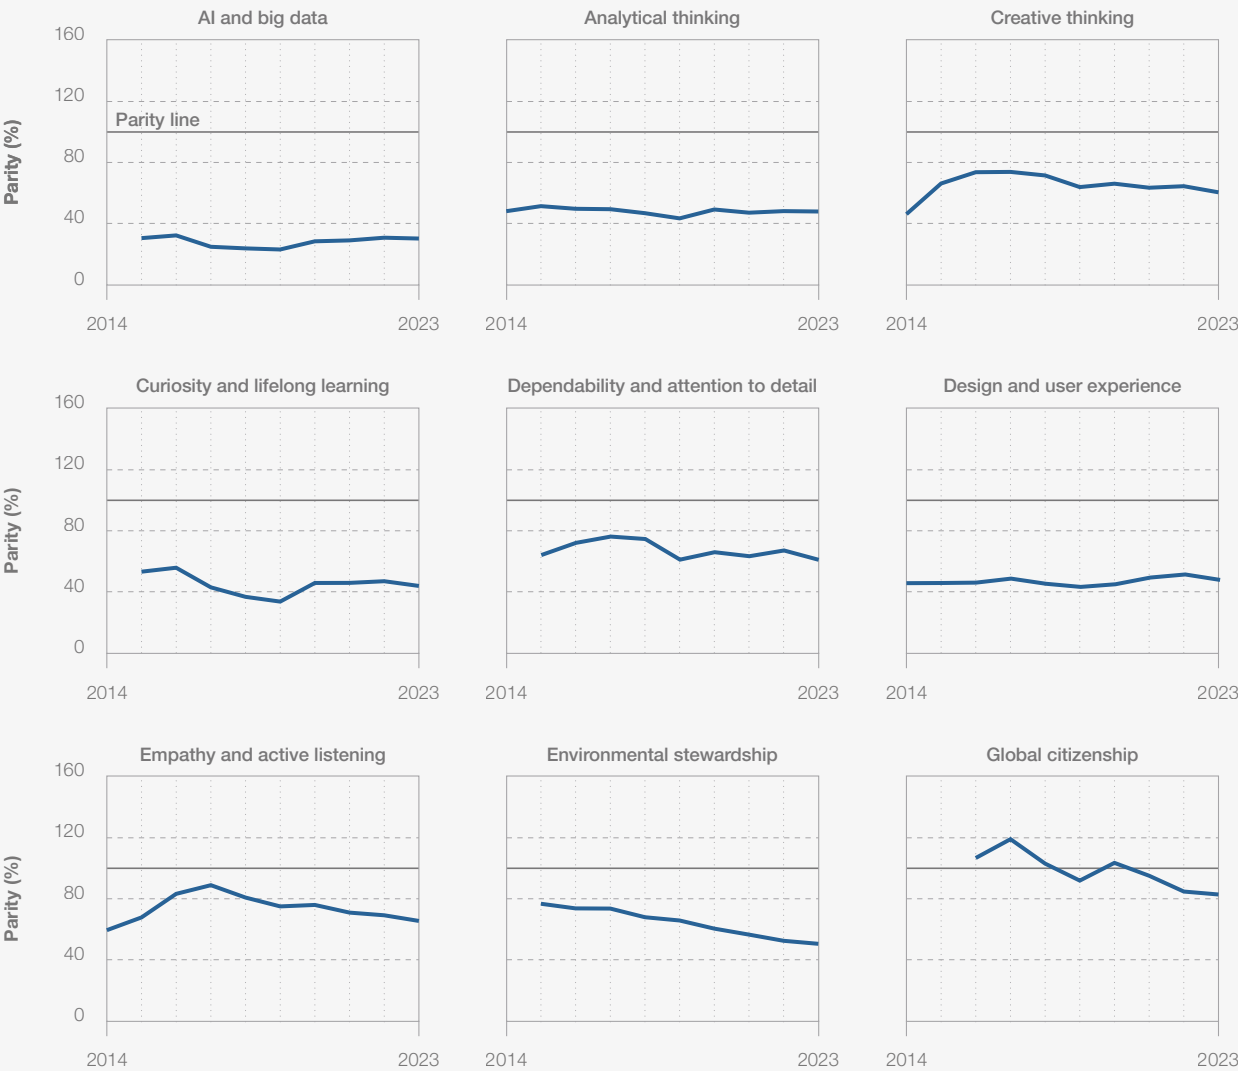 AI and big data
Analytical thinking
Creative thinking
160
120
Parity line
80
40
0
Parity (%)
2014 2023
2014 2023
2014 2023
Curiosity and lifelong learning
Dependability and attention to detail
Design and user experience
160
120
80
40
0
Parity (%)
2014 2023
2014 2023
2014 2023
Empathy and active listening
Environmental stewardship
Global citizenship
160
120
80
40
0
Parity (%)
2014 2023
2014 2023
2014 2023